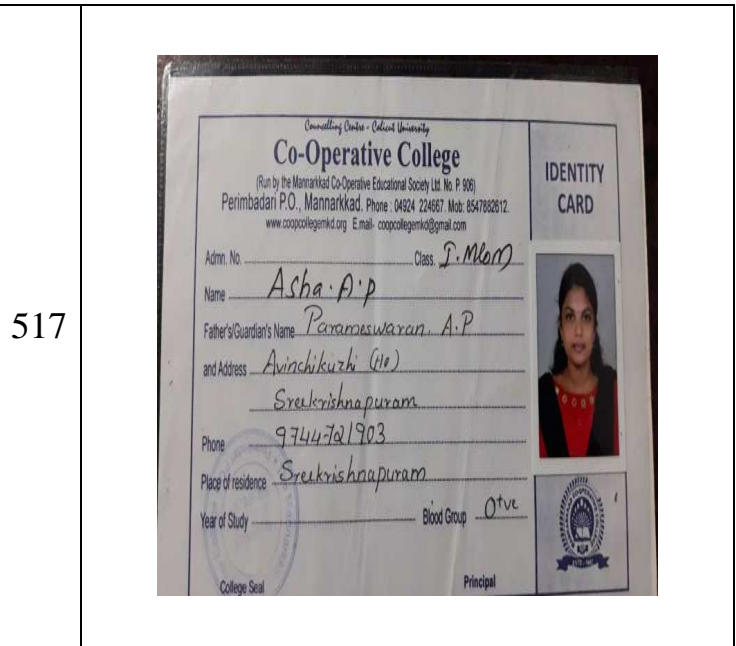 517
Councelling Centre - Calicut University
Co-Operative College
(Run by the Mannarkkad Co-Operative Educational Society Ltd. No. P. 906)
Perimbadari P.O., Mannarkkad. Phone : 04924 224667. Mob: 8547882612.
www.coopcollegemkd.org E.mail- coopcollegemkd@gmail.com
IDENTITY
CARD
Admn. No. Class. I. MCom
Name Asha. A. P
Father's/Guardian's Name Parameswaran. A.P
and Address Avinchikuzhi (Ho)
Sreekrishnapuram
Phone 9744721903
Place of residence Sreekrishnapuram
Year of Study Blood Group O+ve
College Seal Principal